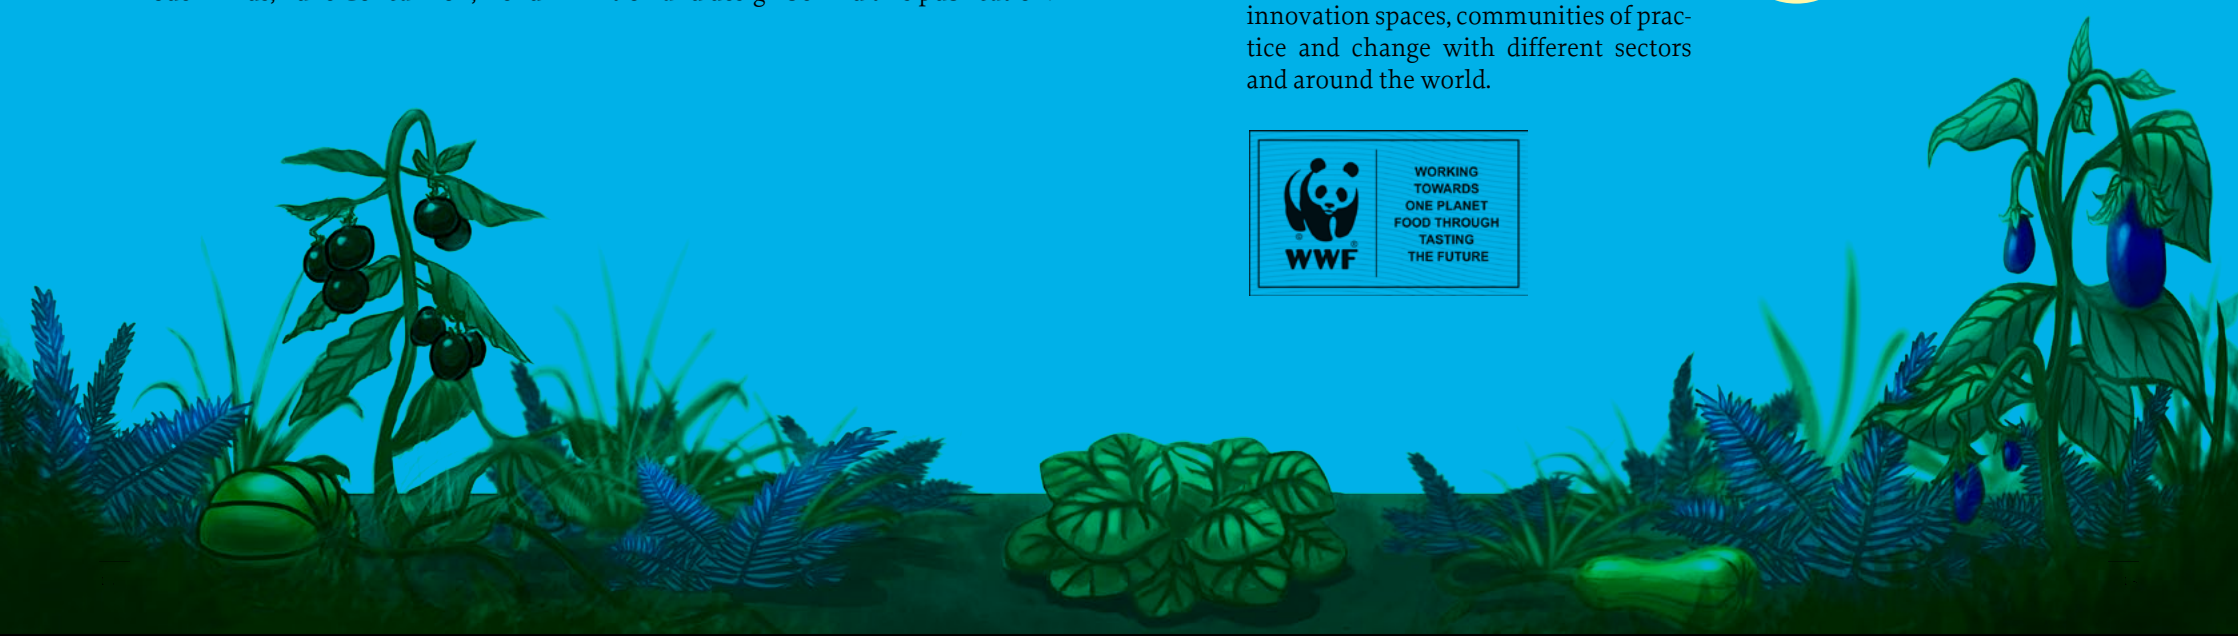 innovation spaces, communities of prac-
tice and change with different sectors
and around the world.
WWF
WORKING
TOWARDS
ONE PLANET
FOOD THROUGH
TASTING
THE FUTURE